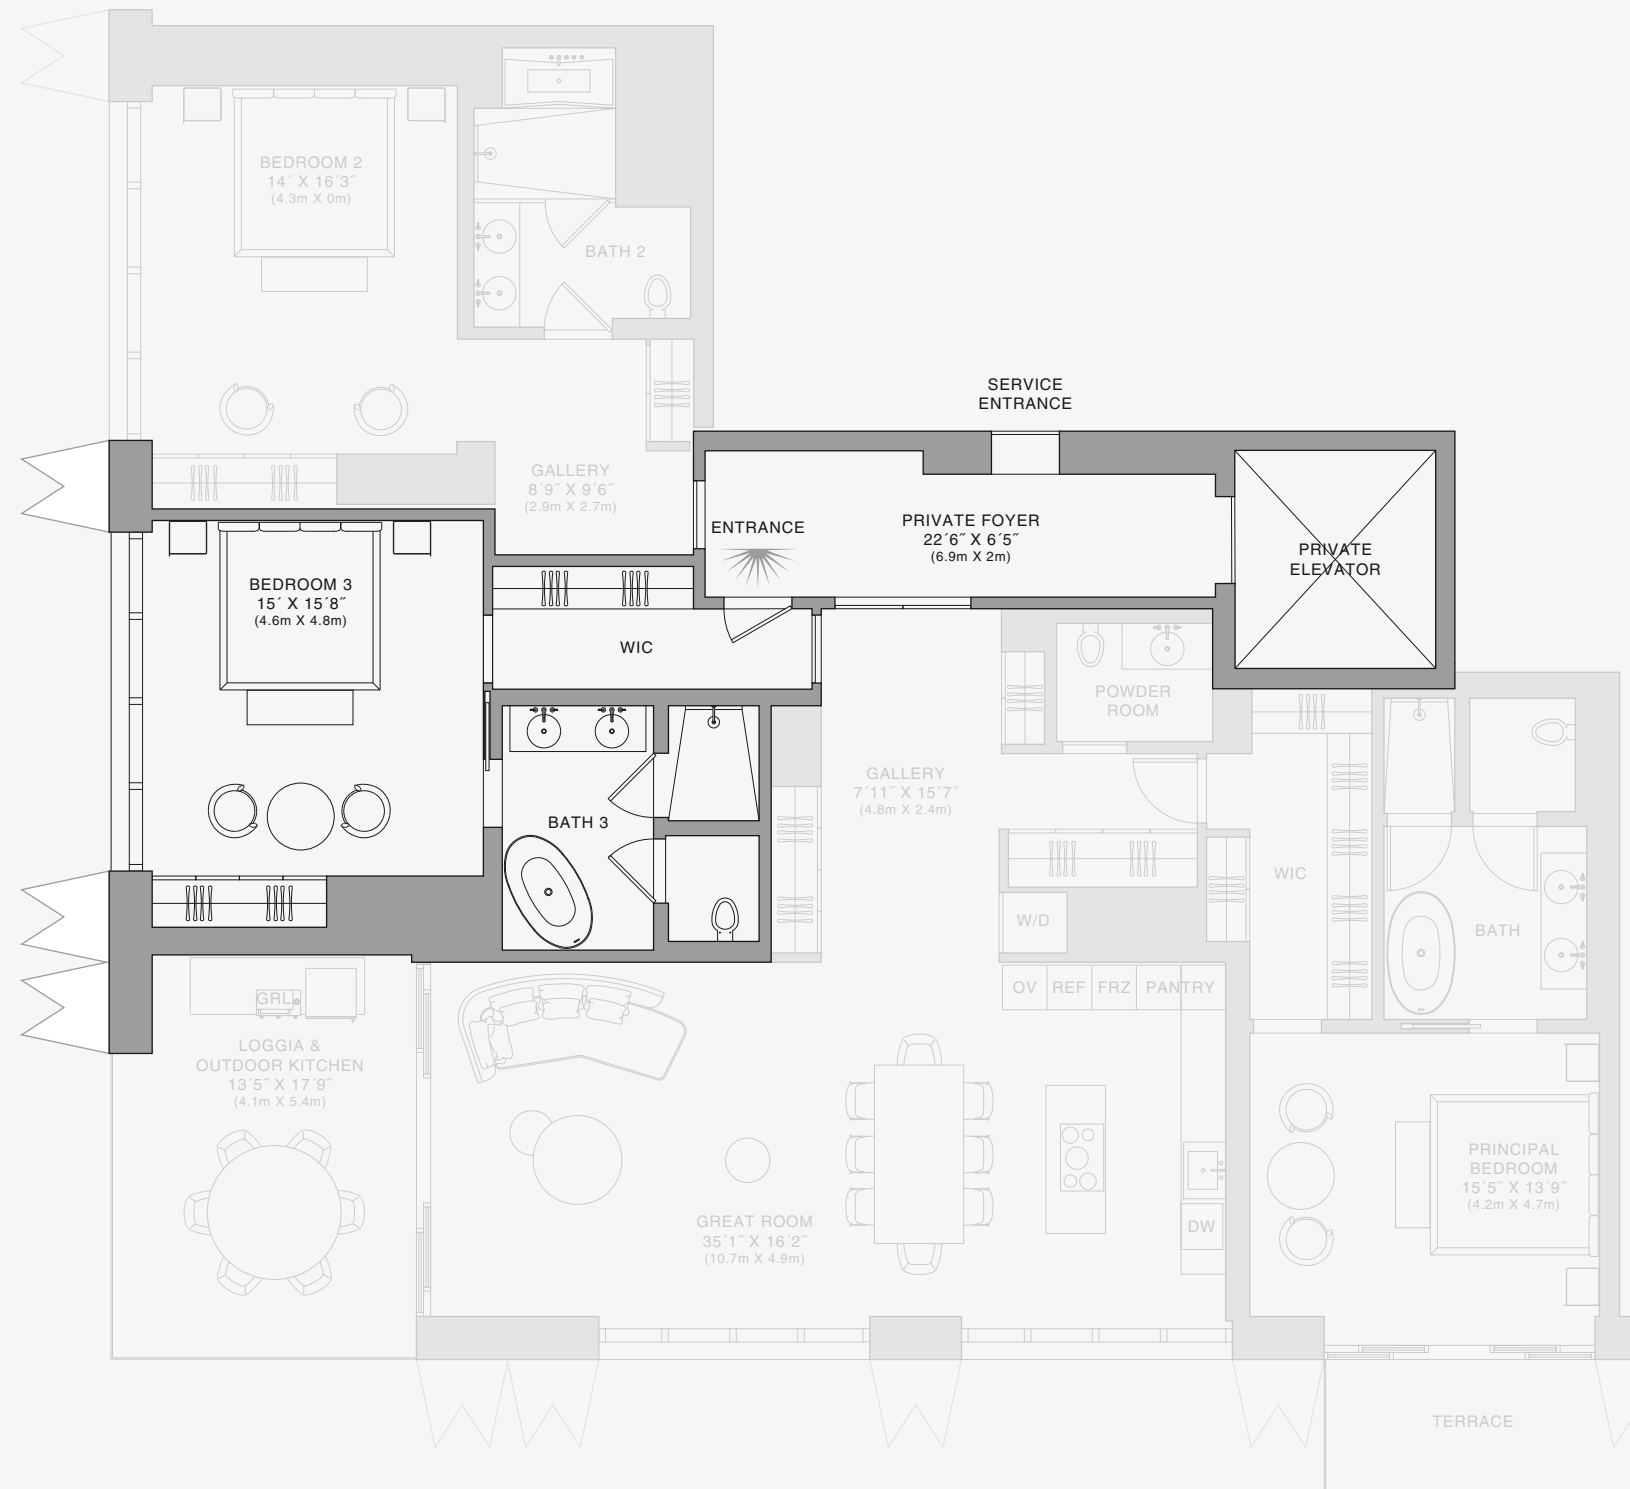 BEDROOM 2
14´ X 16´3˝
(4.3m X 0m)
BATH 2
SERVICE
ENTRANCE
GALLERY
8´9˝ X 9´6˝
(2.9m X 2.7m)
ENTRANCE
PRIVATE FOYER
22´6˝ X 6´5˝
(6.9m X 2m)
PRIVATE
ELEVATOR
BEDROOM 3
15´ X 15´8˝
(4.6m X 4.8m)
WIC
POWDER
ROOM
GALLERY
7´11˝ X 15´7˝
(4.8m X 2.4m)
BATH 3
WIC
W/D
BATH
OV
REF
FRZ
PANTRY
GRL
LOGGIA &
OUTDOOR KITCHEN
13´5˝ X 17´9˝
(4.1m X 5.4m)
PRINCIPAL
BEDROOM
15´5˝ X 13´9˝
(4.2m X 4.7m)
GREAT ROOM
35´1˝ X 16´2˝
(10.7m X 4.9m)
DW
TERRACE